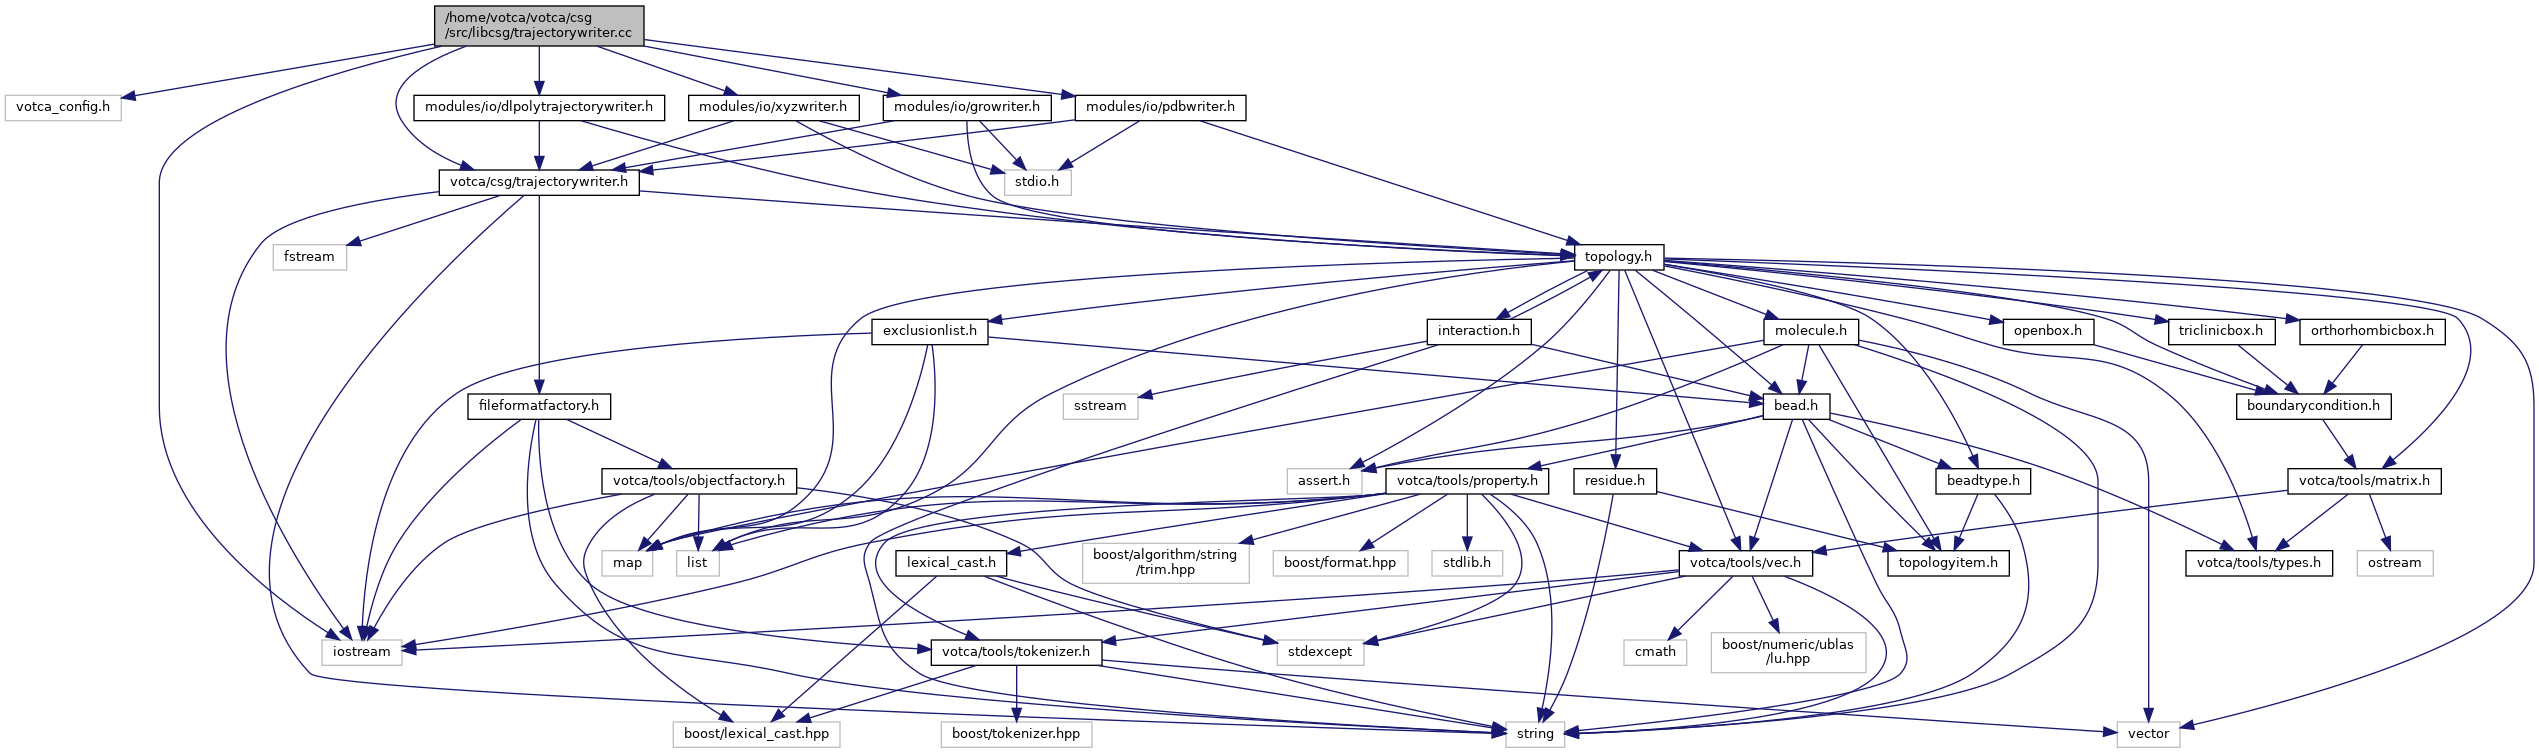 /home/votca/votca/csg
/src/libcsg/trajectorywriter.cc
votca_config.h
modules/io/dlpolytrajectorywriter.h
modules/io/xyzwriter.h
modules/io/growriter.h
modules/io/pdbwriter.h
votca/csg/trajectorywriter.h
stdio.h
fstream
topology.h
exclusionlist.h
interaction.h
molecule.h
openbox.h
triclinicbox.h
orthorhombicbox.h
fileformatfactory.h
sstream
bead.h
boundarycondition.h
votca/tools/objectfactory.h
assert.h
votca/tools/property.h
residue.h
beadtype.h
votca/tools/matrix.h
map
list
lexical_cast.h
boost/algorithm/string
/trim.hpp
boost/format.hpp
stdlib.h
votca/tools/vec.h
topologyitem.h
votca/tools/types.h
ostream
iostream
votca/tools/tokenizer.h
stdexcept
cmath
boost/numeric/ublas
/lu.hpp
boost/lexical_cast.hpp
boost/tokenizer.hpp
string
vector